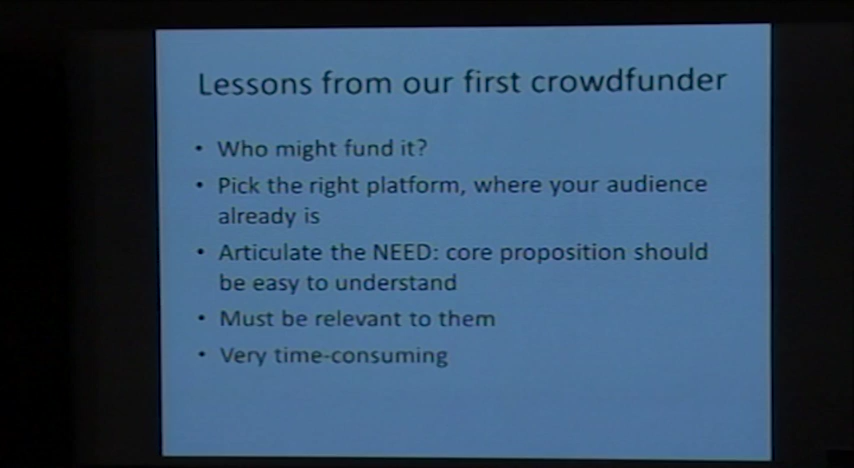 Lessons from our first crowdfunder
• Who might fund it?
• Pick the right platform, where your audience
already is
• Articulate the NEED: core proposition should
be easy to understand
• Must be relevant to them
• Very time-consuming